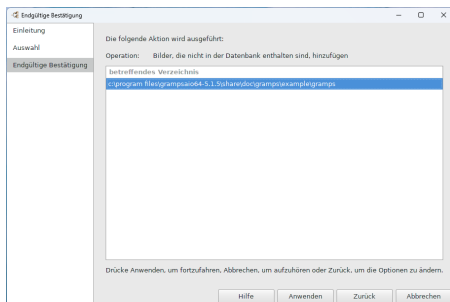 Endgültige Bestätigung
Einleitung
Auswahl
Endgültige Bestätigung
Die folgende Aktion wird ausgeführt:
Operation: Bilder, die nicht in der Datenbank enthalten sind, hinzufügen
betreffendes Verzeichnis
c:\program files\grampsaio64-5.1.5\share\doc\gramps\example\gramps
Drücke Anwenden, um fortzufahren, Abbrechen, um aufzuhören oder Zurück, um die Optionen zu ändern.
Hilfe Anwenden Zurück Abbrechen